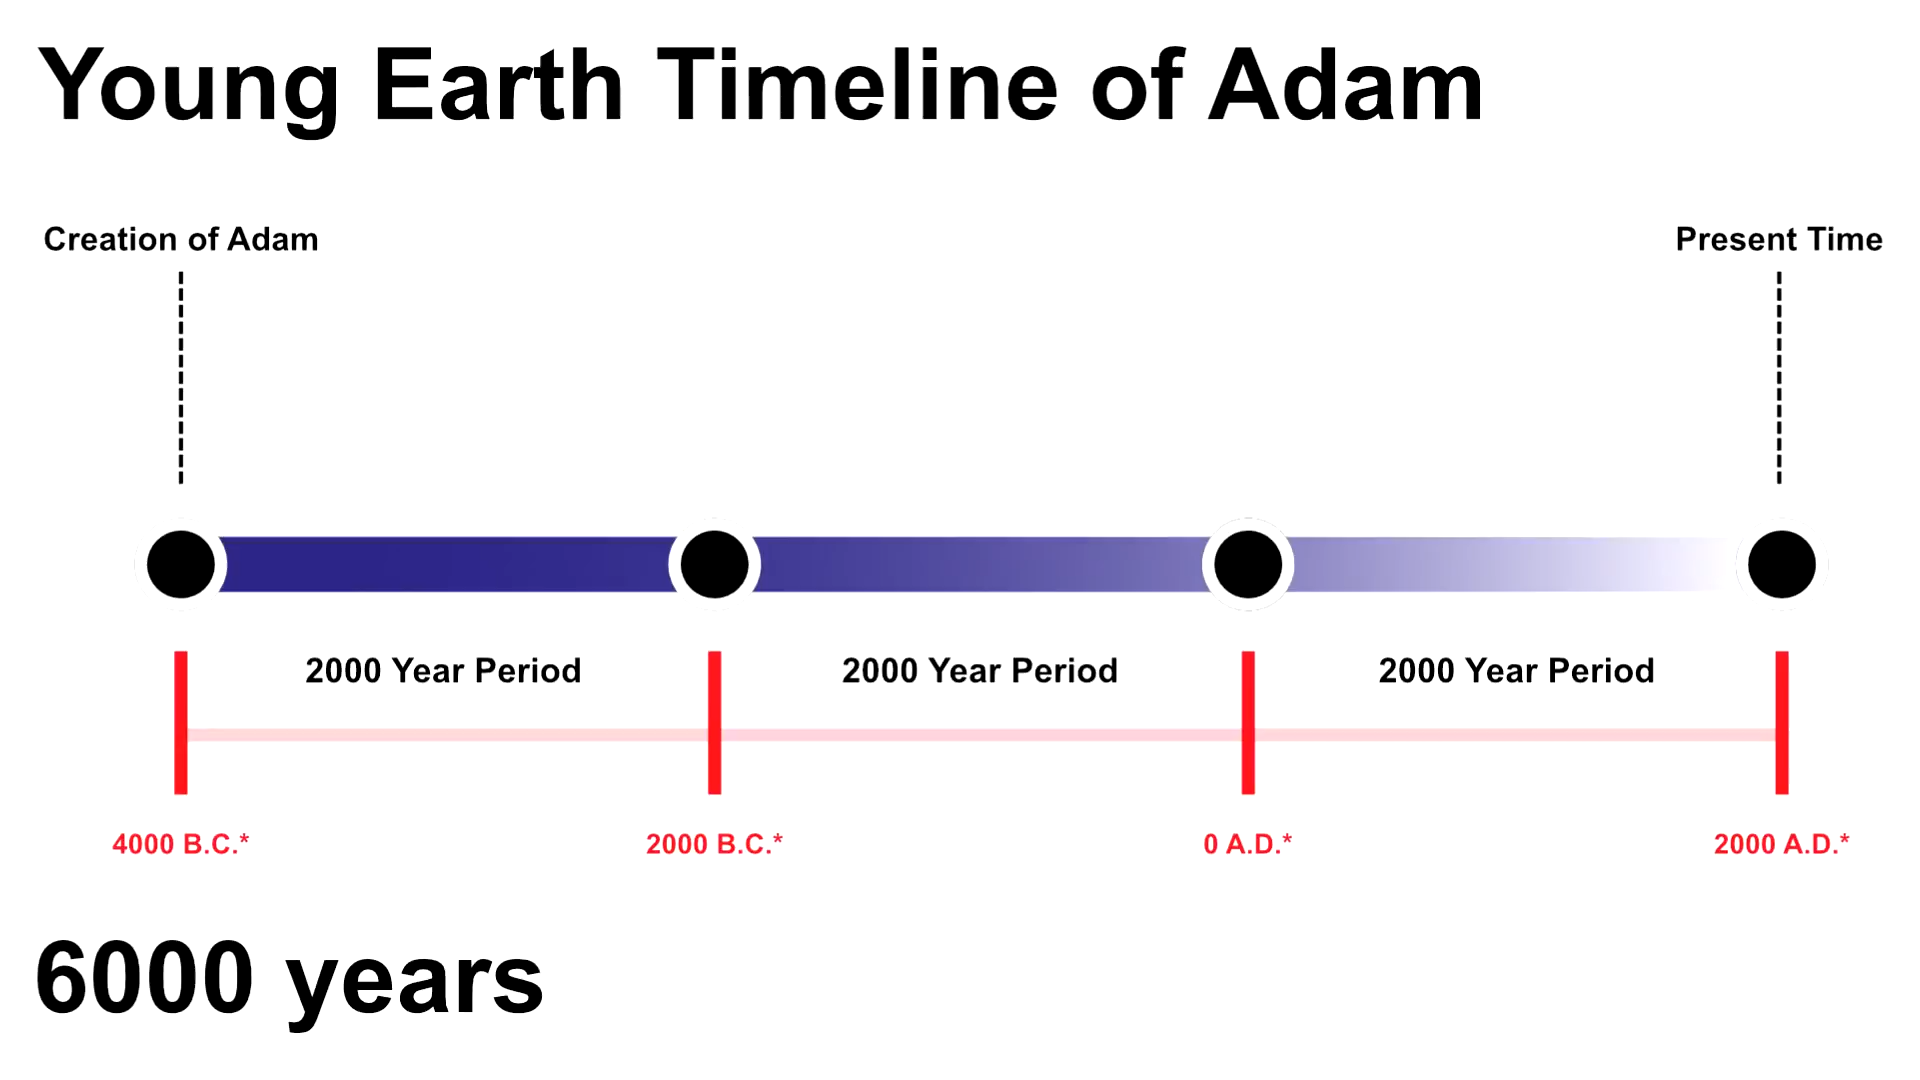 Young Earth Timeline of Adam
Creation of Adam
Present Time
2000 Year Period
2000 Year Period
2000 Year Period
4000 B.C.*
2000 B.C.*
0 A.D.*
2000 A.D.*
6000 years